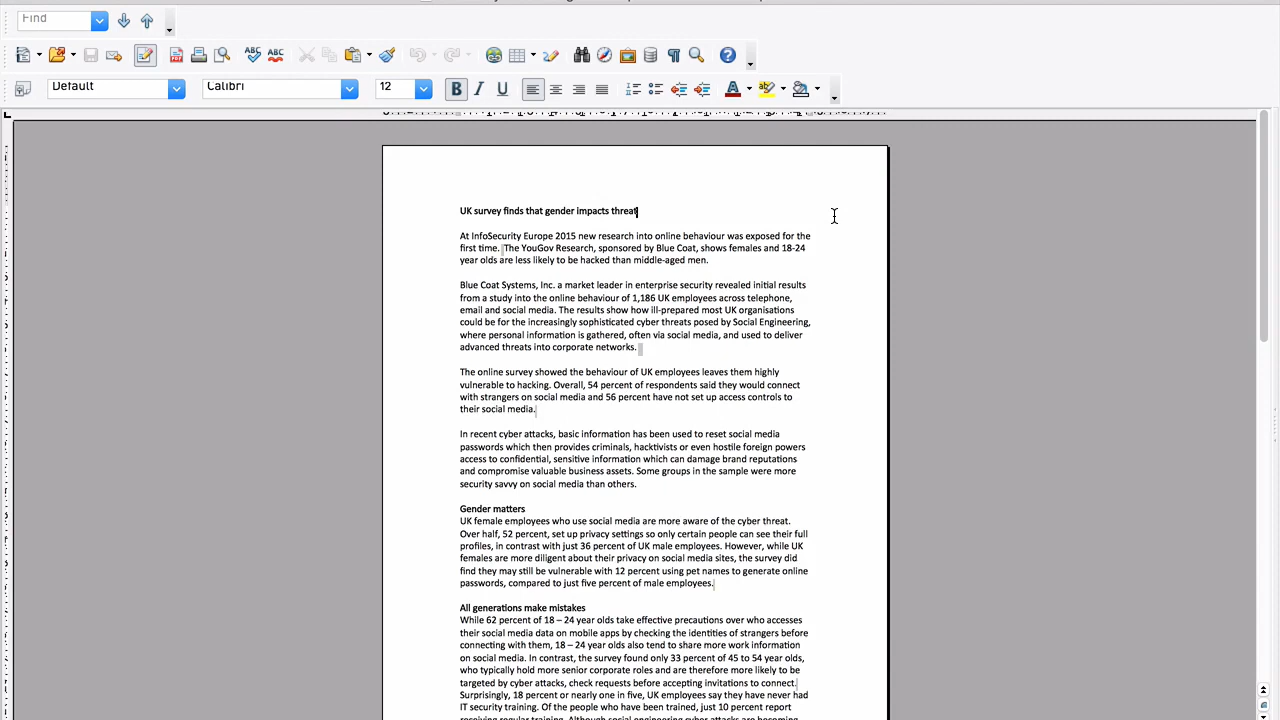 Find
Default
Calibri
12
UK survey finds that gender impacts threat
At InfoSecurity Europe 2015 new research into online behaviour was exposed for the
first time. The YouGov Research, sponsored by Blue Coat, shows females and 18-24
year olds are less likely to be hacked than middle-aged men.
Blue Coat Systems, Inc. a market leader in enterprise security revealed initial results
from a study into the online behaviour of 1,186 UK employees across telephone,
email and social media. The results show how ill-prepared most UK organisations
could be for the increasingly sophisticated cyber threats posed by Social Engineering,
where personal information is gathered, often via social media, and used to deliver
advanced threats into corporate networks.
The online survey showed the behaviour of UK employees leaves them highly
vulnerable to hacking. Overall, 54 percent of respondents said they would connect
with strangers on social media and 56 percent have not set up access controls to
their social media.
In recent cyber attacks, basic information has been used to reset social media
passwords which then provides criminals, hacktivists or even hostile foreign powers
access to confidential, sensitive information which can damage brand reputations
and compromise valuable business assets. Some groups in the sample were more
security savvy on social media than others.
Gender matters
UK female employees who use social media are more aware of the cyber threat.
Over half, 52 percent, set up privacy settings so only certain people can see their full
profiles, in contrast with just 36 percent of UK male employees. However, while UK
females are more diligent about their privacy on social media sites, the survey did
find they may still be vulnerable with 12 percent using pet names to generate online
passwords, compared to just five percent of male employees.
All generations make mistakes
While 62 percent of 18 – 24 year olds take effective precautions over who accesses
their social media data on mobile apps by checking the identities of strangers before
connecting with them, 18 – 24 year olds also tend to share more work information
on social media. In contrast, the survey found only 33 percent of 45 to 54 year olds,
who typically hold more senior corporate roles and are therefore more likely to be
targeted by cyber attacks, check requests before accepting invitations to connect.
Surprisingly, 18 percent or nearly one in five, UK employees say they have never had
IT security training. Of the people who have been trained, just 10 percent report
receiving regular training. Although social engineering cyber attacks are becoming